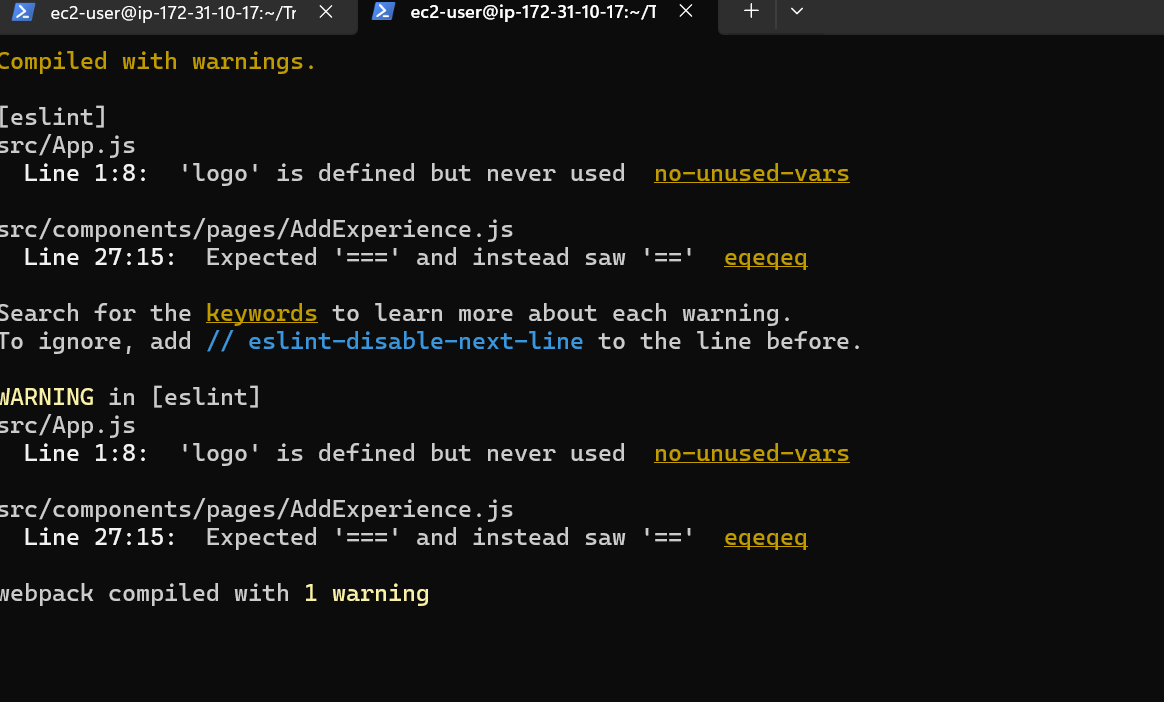 ec2-user@ip-172-31-10-17:~/Tr
ec2-user@ip-172-31-10-17:~/T
Compiled with warnings.
[eslint]
src/App.js
Line 1:8:  'logo' is defined but never used  no-unused-vars
src/components/pages/AddExperience.js
Line 27:15:  Expected '===' and instead saw '=='  eqeqeq
Search for the keywords to learn more about each warning.
To ignore, add // eslint-disable-next-line to the line before.
WARNING in [eslint]
src/App.js
Line 1:8:  'logo' is defined but never used  no-unused-vars
src/components/pages/AddExperience.js
Line 27:15:  Expected '===' and instead saw '=='  eqeqeq
webpack compiled with 1 warning